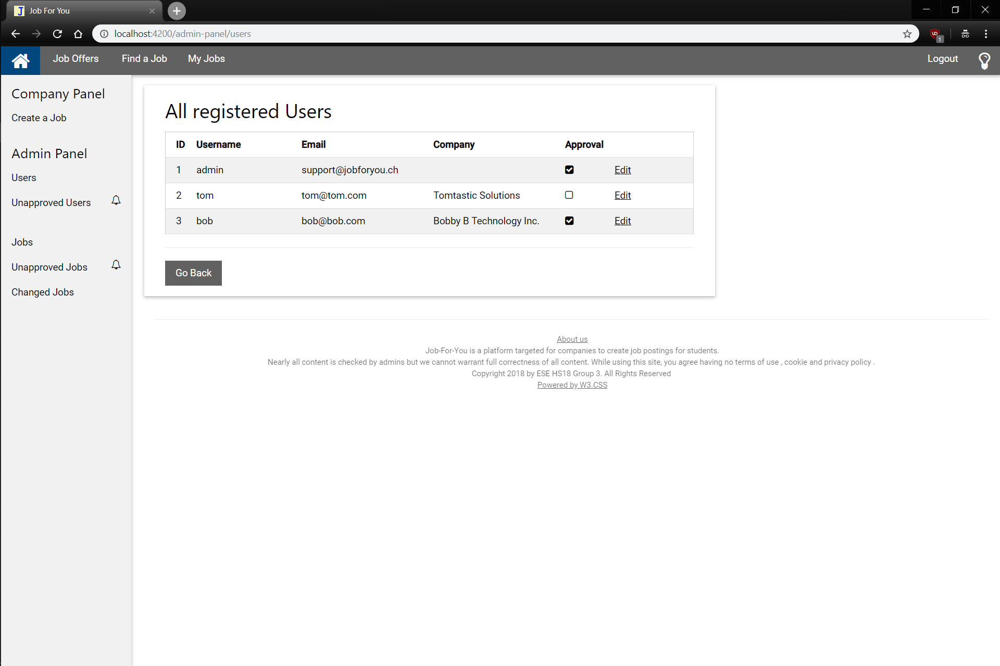 Job For You
localhost:4200/admin-panel/users
1
Job Offers Find a Job My Jobs Logout
Company Panel
Create a Job
Admin Panel
Users
Unapproved Users
Jobs
Unapproved Jobs
Changed Jobs
All registered Users
ID Username Email Company Approval
1 admin support@jobforyou.ch Edit
2 tom tom@tom.com Tomtastic Solutions Edit
3 bob bob@bob.com Bobby B Technology Inc. Edit
Go Back
About us
Job-For-You is a platform targeted for companies to create job postings for students.
Nearly all content is checked by admins but we cannot warrant full correctness of all content. While using this site, you agree having no terms of use , cookie and privacy policy .
Copyright 2018 by ESE HS18 Group 3. All Rights Reserved
Powered by W3.CSS